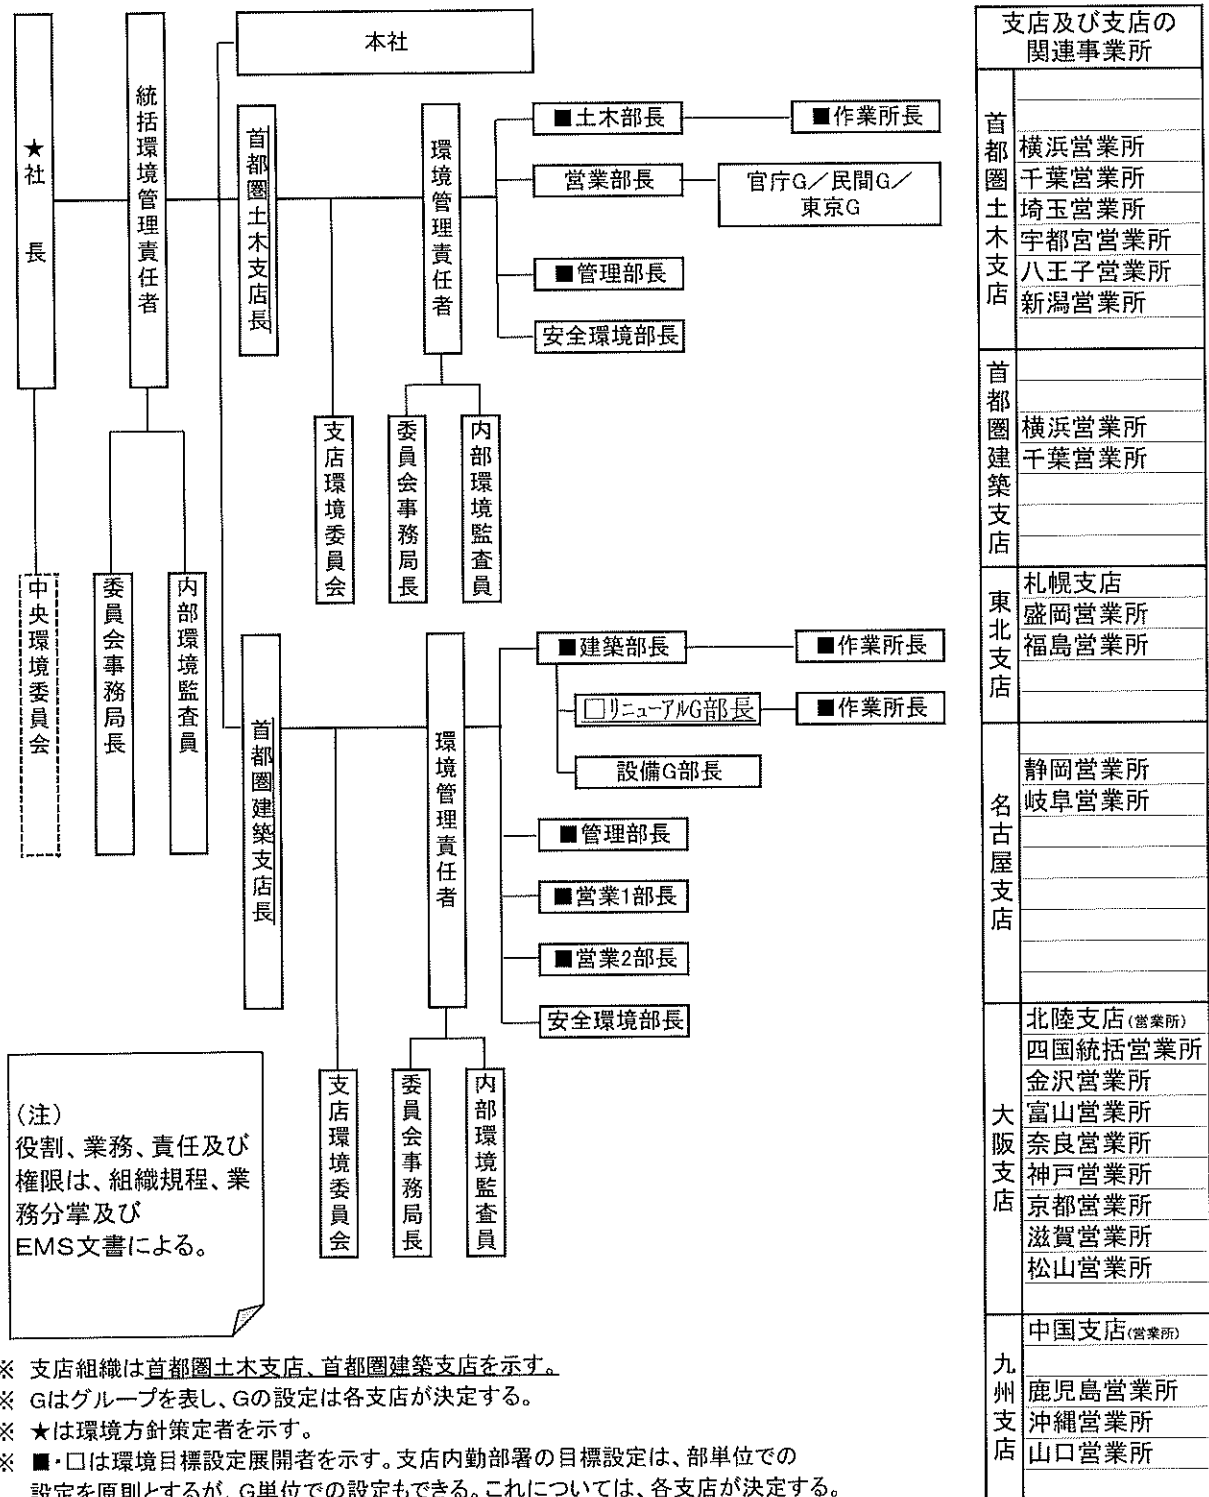 本社
★社長
統括環境管理責任者
首都圏土木支店長
環境管理責任者
■土木部長
■作業所長
営業部長
官庁G／民間G／
東京G
■管理部長
安全環境部長
支店環境委員会
委員会事務局長
内部環境監査員
中央環境委員会
委員会事務局長
内部環境監査員
首都圏建築支店長
環境管理責任者
■建築部長
■作業所長
□リニューアルG部長
■作業所長
設備G部長
■管理部長
■営業1部長
■営業2部長
安全環境部長
支店環境委員会
委員会事務局長
内部環境監査員
(注)
役割、業務、責任及び
権限は、組織規程、業
務分掌及び
EMS文書による。
※ 支店組織は首都圏土木支店、首都圏建築支店を示す。
※ Gはグループを表し、Gの設定は各支店が決定する。
※ ★は環境方針策定者を示す。
※ ■・□は環境目標設定展開者を示す。支店内勤部署の目標設定は、部単位での
設定を原則とするが、G単位での設定もできる。これについては、各支店が決定する。
支店及び支店の
関連事業所
首都圏土木支店
横浜営業所
千葉営業所
埼玉営業所
宇都宮営業所
八王子営業所
新潟営業所
首都圏建築支店
横浜営業所
千葉営業所
東北支店
札幌支店
盛岡営業所
福島営業所
名古屋支店
静岡営業所
岐阜営業所
大阪支店
北陸支店(営業所)
四国統括営業所
金沢営業所
富山営業所
奈良営業所
神戸営業所
京都営業所
滋賀営業所
松山営業所
九州支店
中国支店(営業所)
鹿児島営業所
沖縄営業所
山口営業所